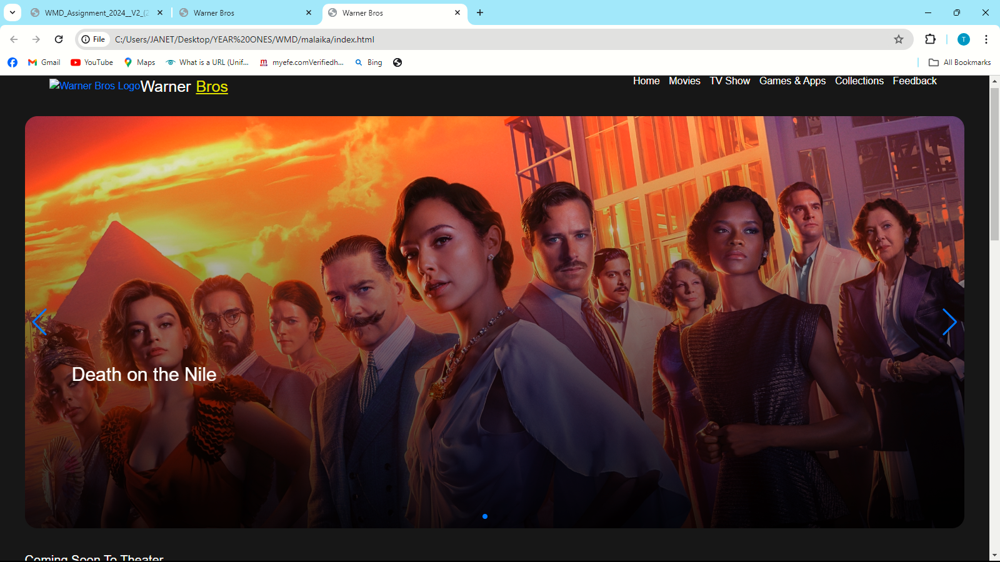 WMD_Assignment_2024__V2_(2
Warner Bros
Warner Bros
File
C:/Users/JANET/Desktop/YEAR%20ONES/WMD/malaika/index.html
T
Gmail
YouTube
Maps
What is a URL (Unif...
myefe.comVerifiedh...
Bing
All Bookmarks
Warner Bros Logo
Warner Bros
Home Movies TV Show Games & Apps Collections Feedback
Death on the Nile
Coming Soon To Theater